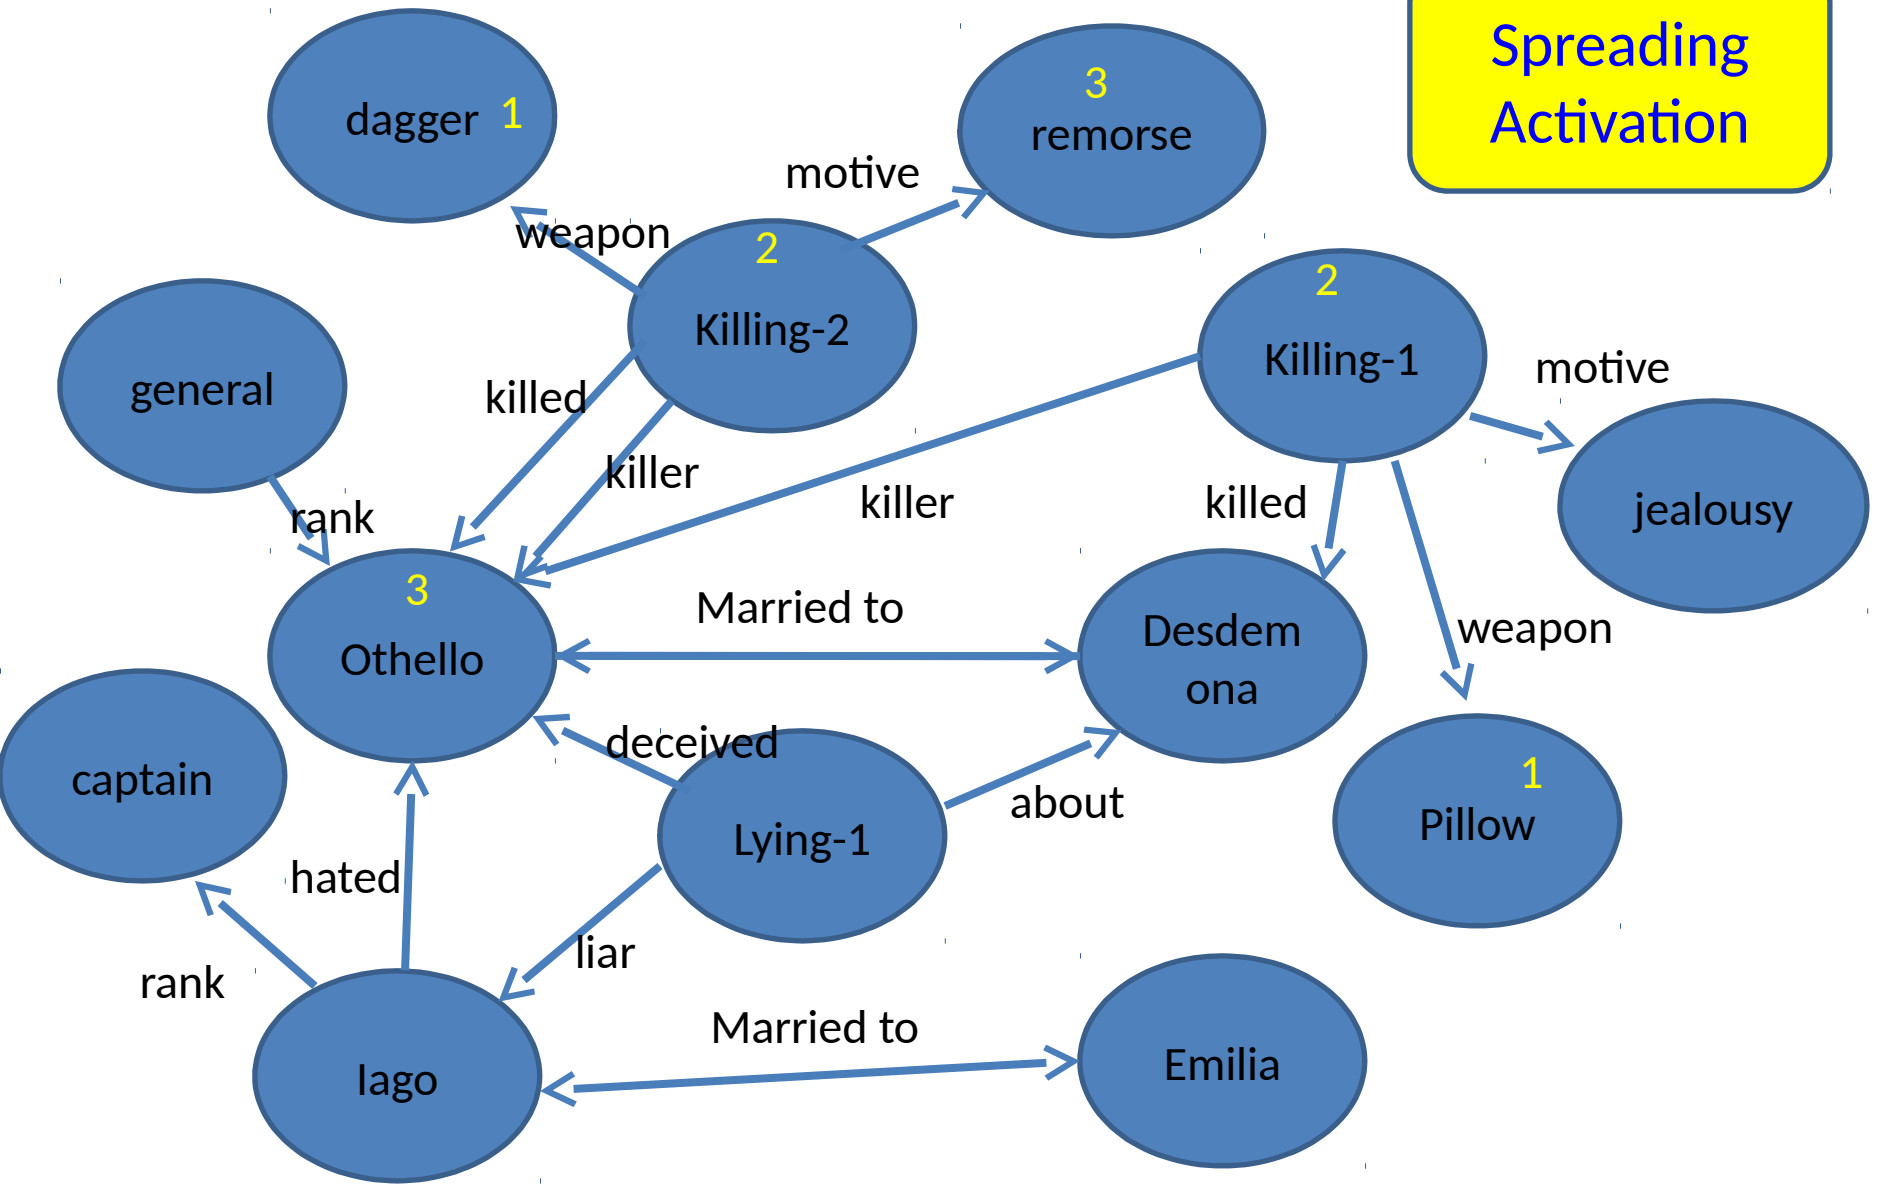 Spreading
Activation
dagger 1
3
remorse
motive
weapon
2
Killing-2
2
Killing-1
motive
general
killed
killer
killer
killed
jealousy
rank
3
Othello
Married to
Desdem
ona
weapon
captain
deceived
about
1
Pillow
Lying-1
hated
liar
rank
Married to
Iago
Emilia